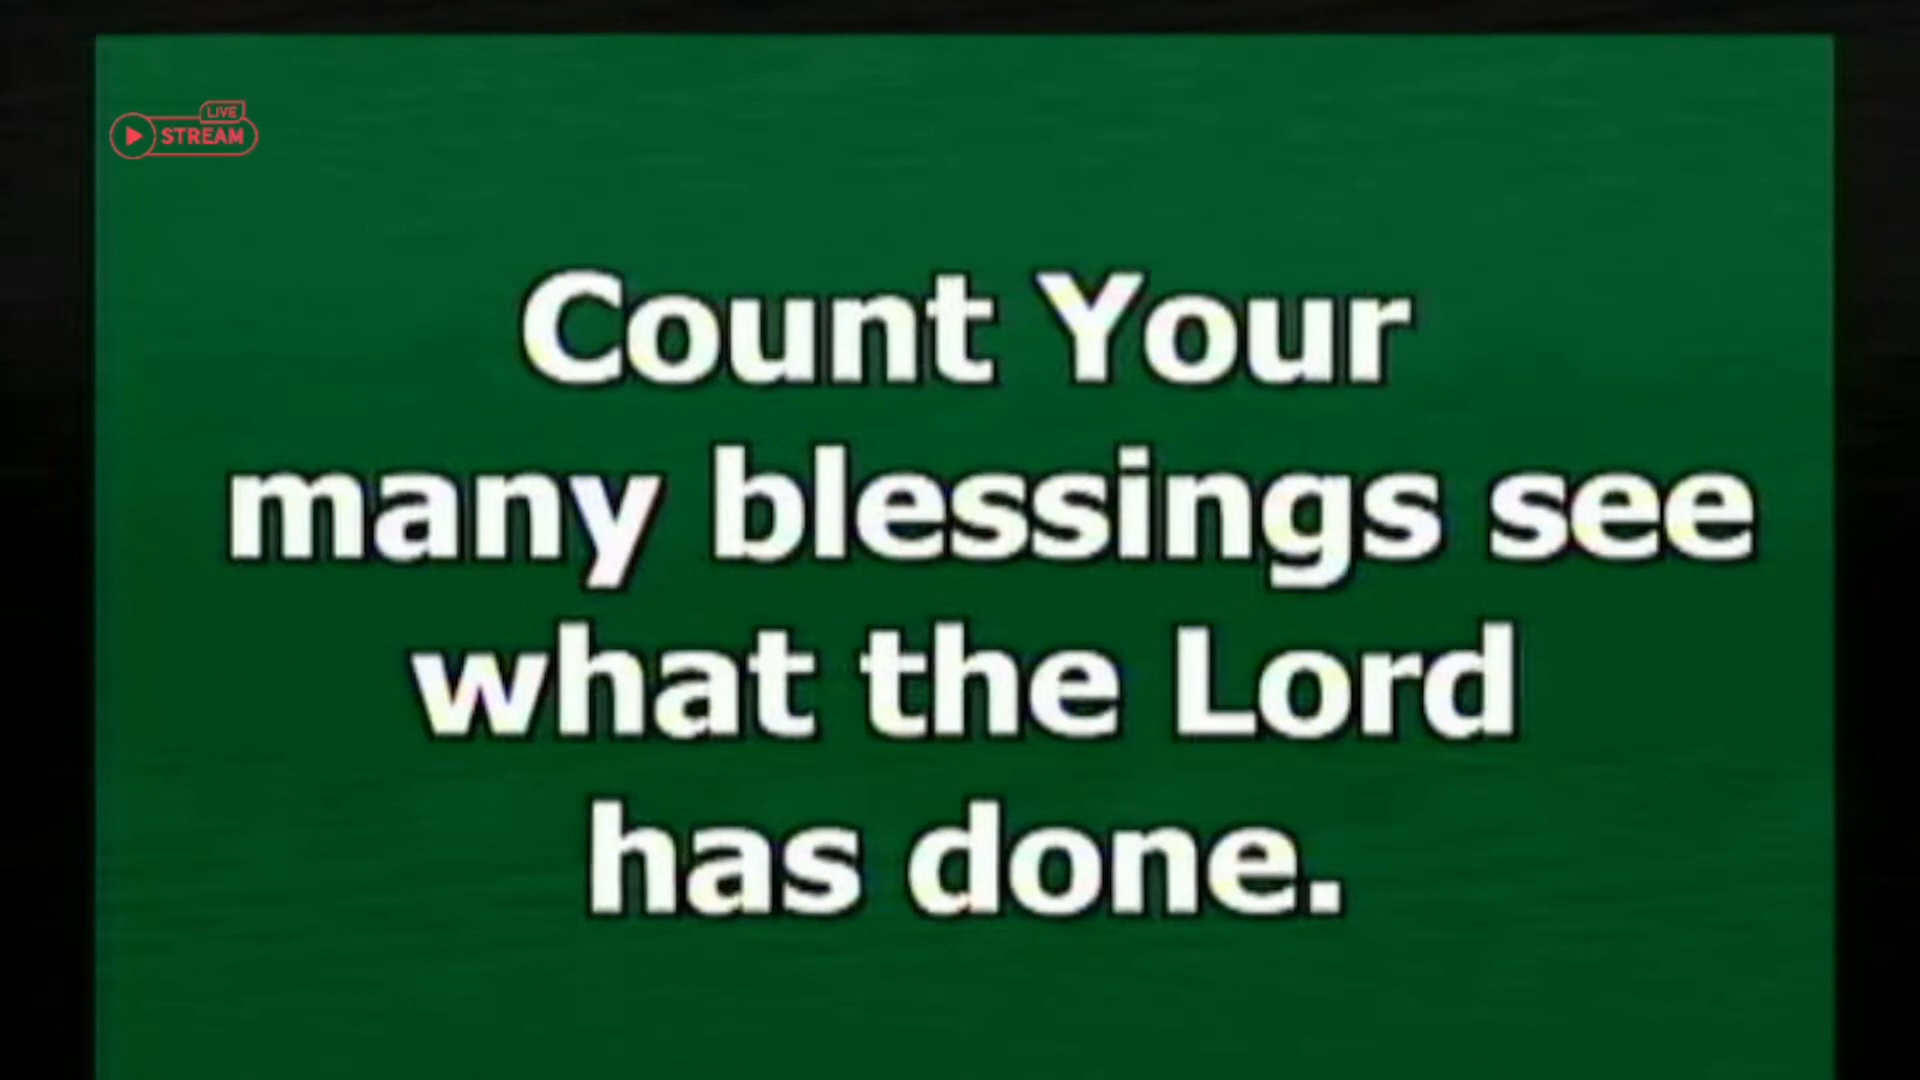 LIVE
STREAM
Count Your
many blessings see
what the Lord
has done.